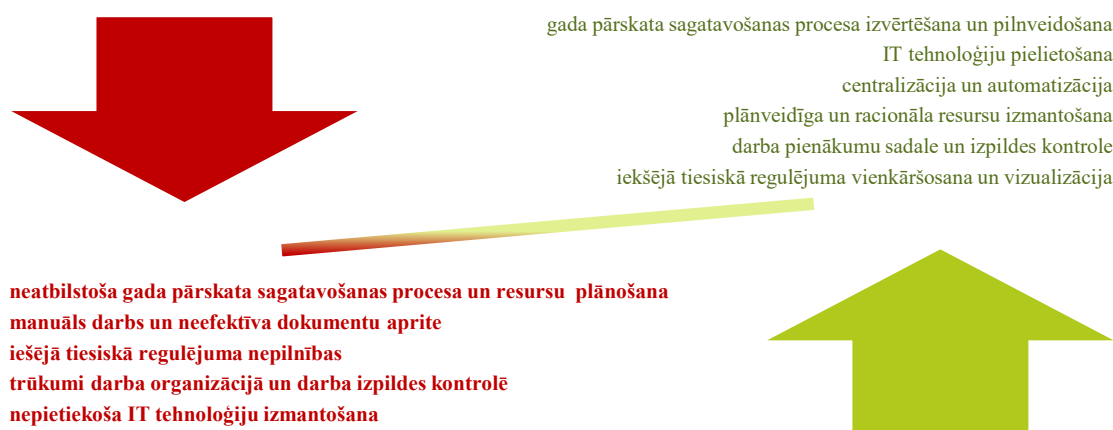 gada pārskata sagatavošanas procesa izvērtēšana un pilnveidošana
IT tehnoloģiju pielietošana
centralizācija un automatizācija
plānveidīga un racionāla resursu izmantošana
darba pienākumu sadale un izpildes kontrole
iekšējā tiesiskā regulējuma vienkāršosana un vizualizācija
neatbilstoša gada pārskata sagatavošanas procesa un resursu plānošana
manuāls darbs un neefektīva dokumentu aprite
iešējā tiesiskā regulējuma nepilnības
trūkumi darba organizācijā un darba izpildes kontrolē
nepietiekoša IT tehnoloģiju izmantošana